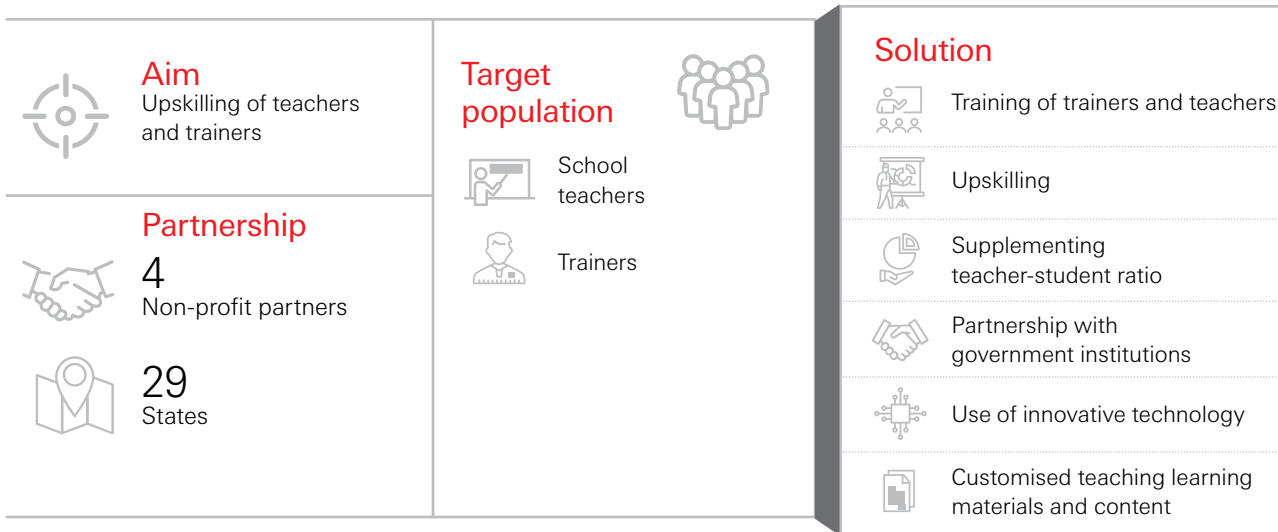 Aim
Upskilling of teachers
and trainers
Partnership
4
Non-profit partners
29
States
Target
population
School
teachers
Trainers
Solution
Training of trainers and teachers
Upskilling
Supplementing
teacher-student ratio
Partnership with
government institutions
Use of innovative technology
Customised teaching learning
materials and content